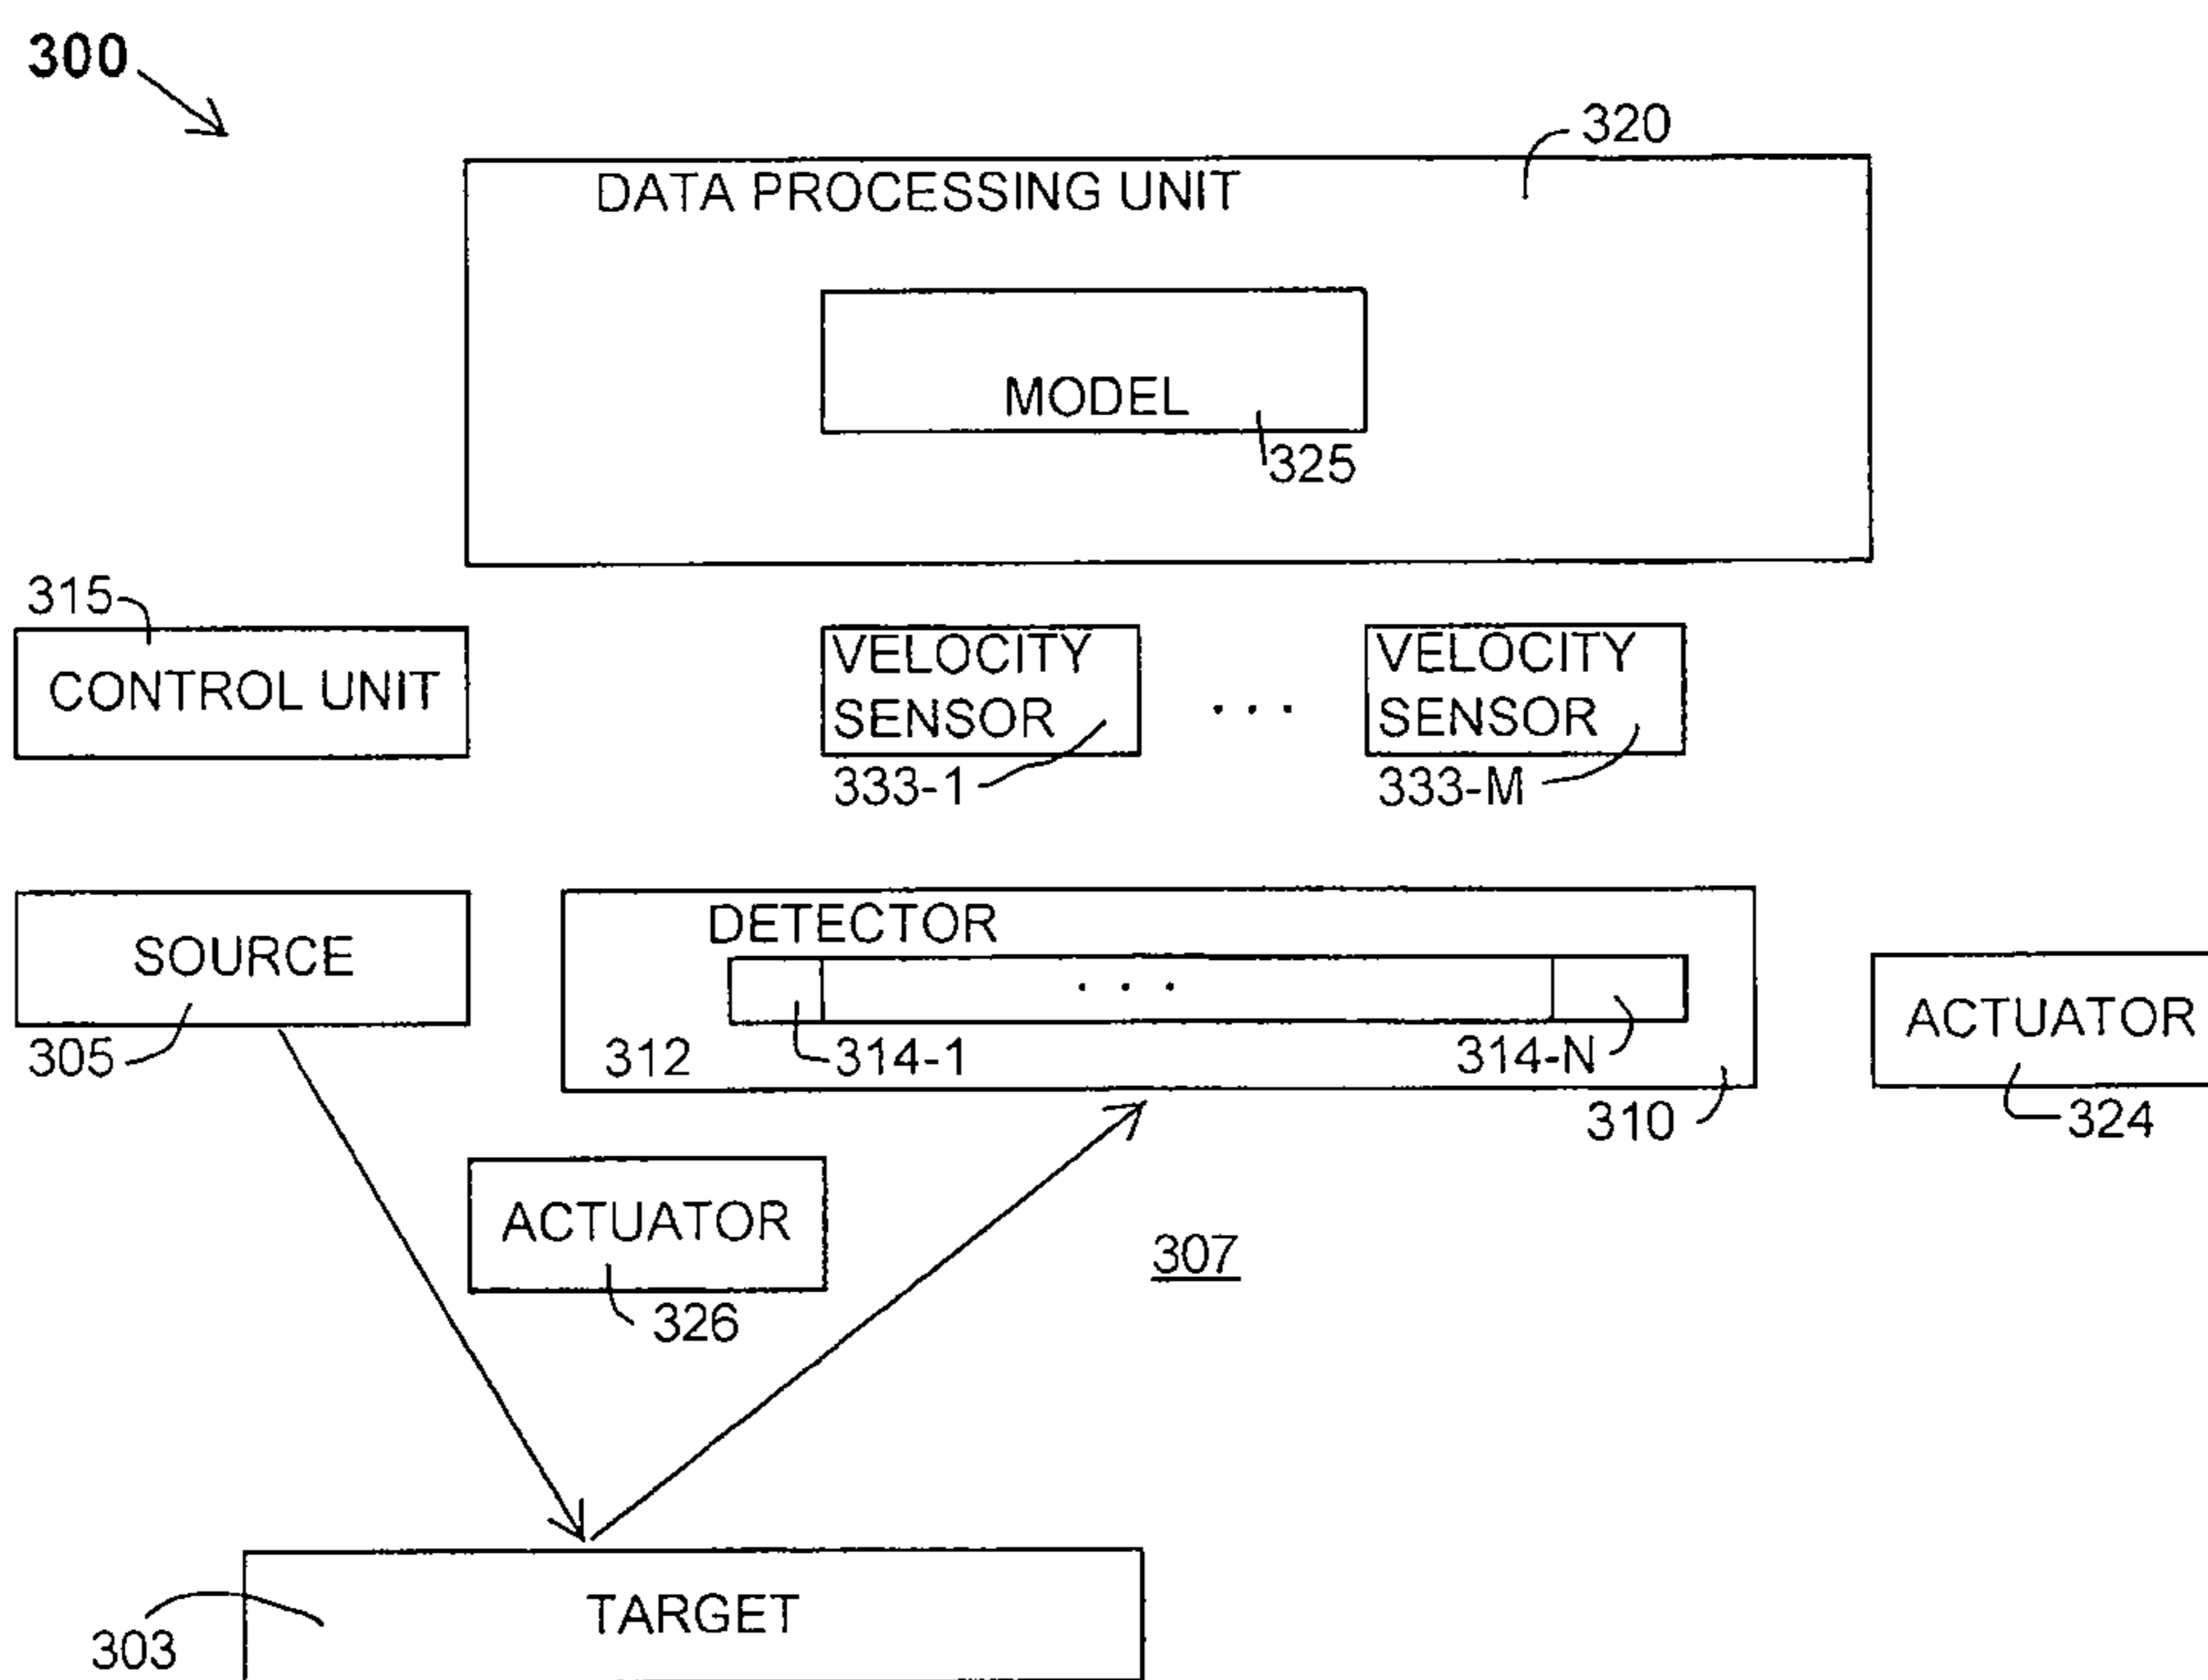 300
320
DATA PROCESSING UNIT
MODEL
325
315
CONTROL UNIT
VELOCITY
SENSOR
333-1
. . .
VELOCITY
SENSOR
333-M
SOURCE
305
DETECTOR
. . .
312
314-1
314-N
310
ACTUATOR
324
ACTUATOR
326
307
TARGET
303